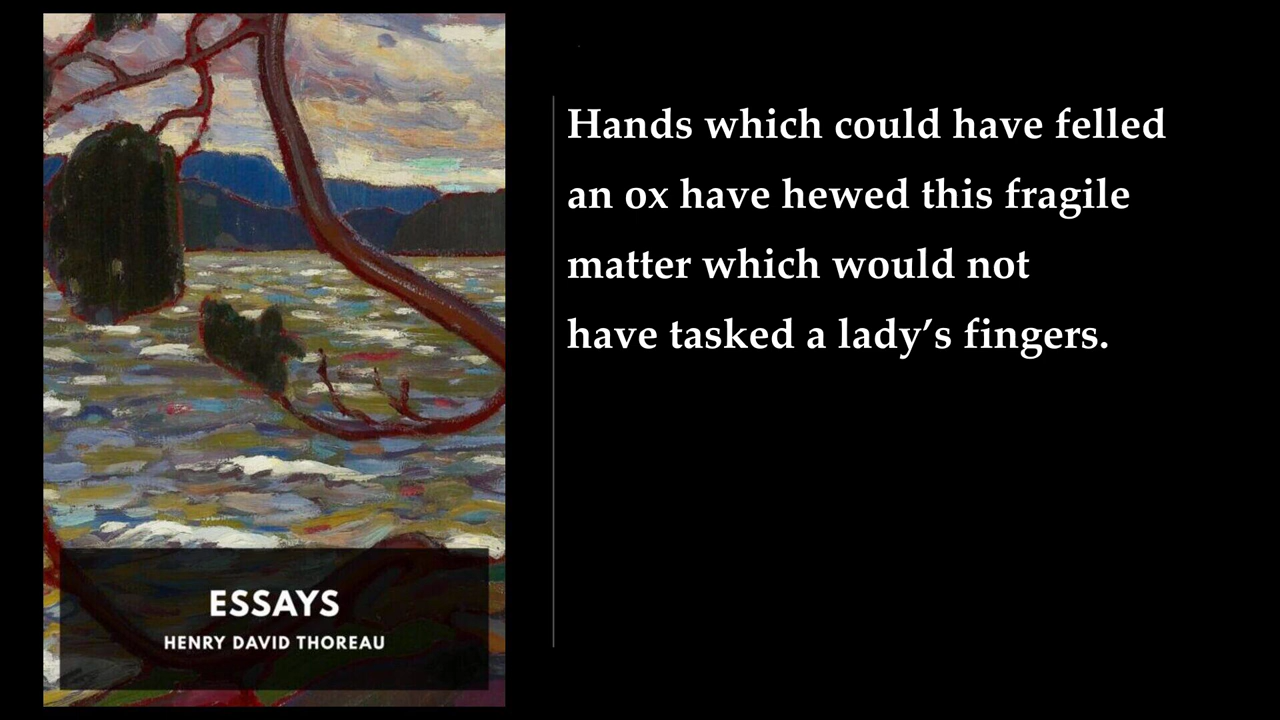 ESSAYS
HENRY DAVID THOREAU
Hands which could have felled
an ox have hewed this fragile
matter which would not
have tasked a lady’s fingers.